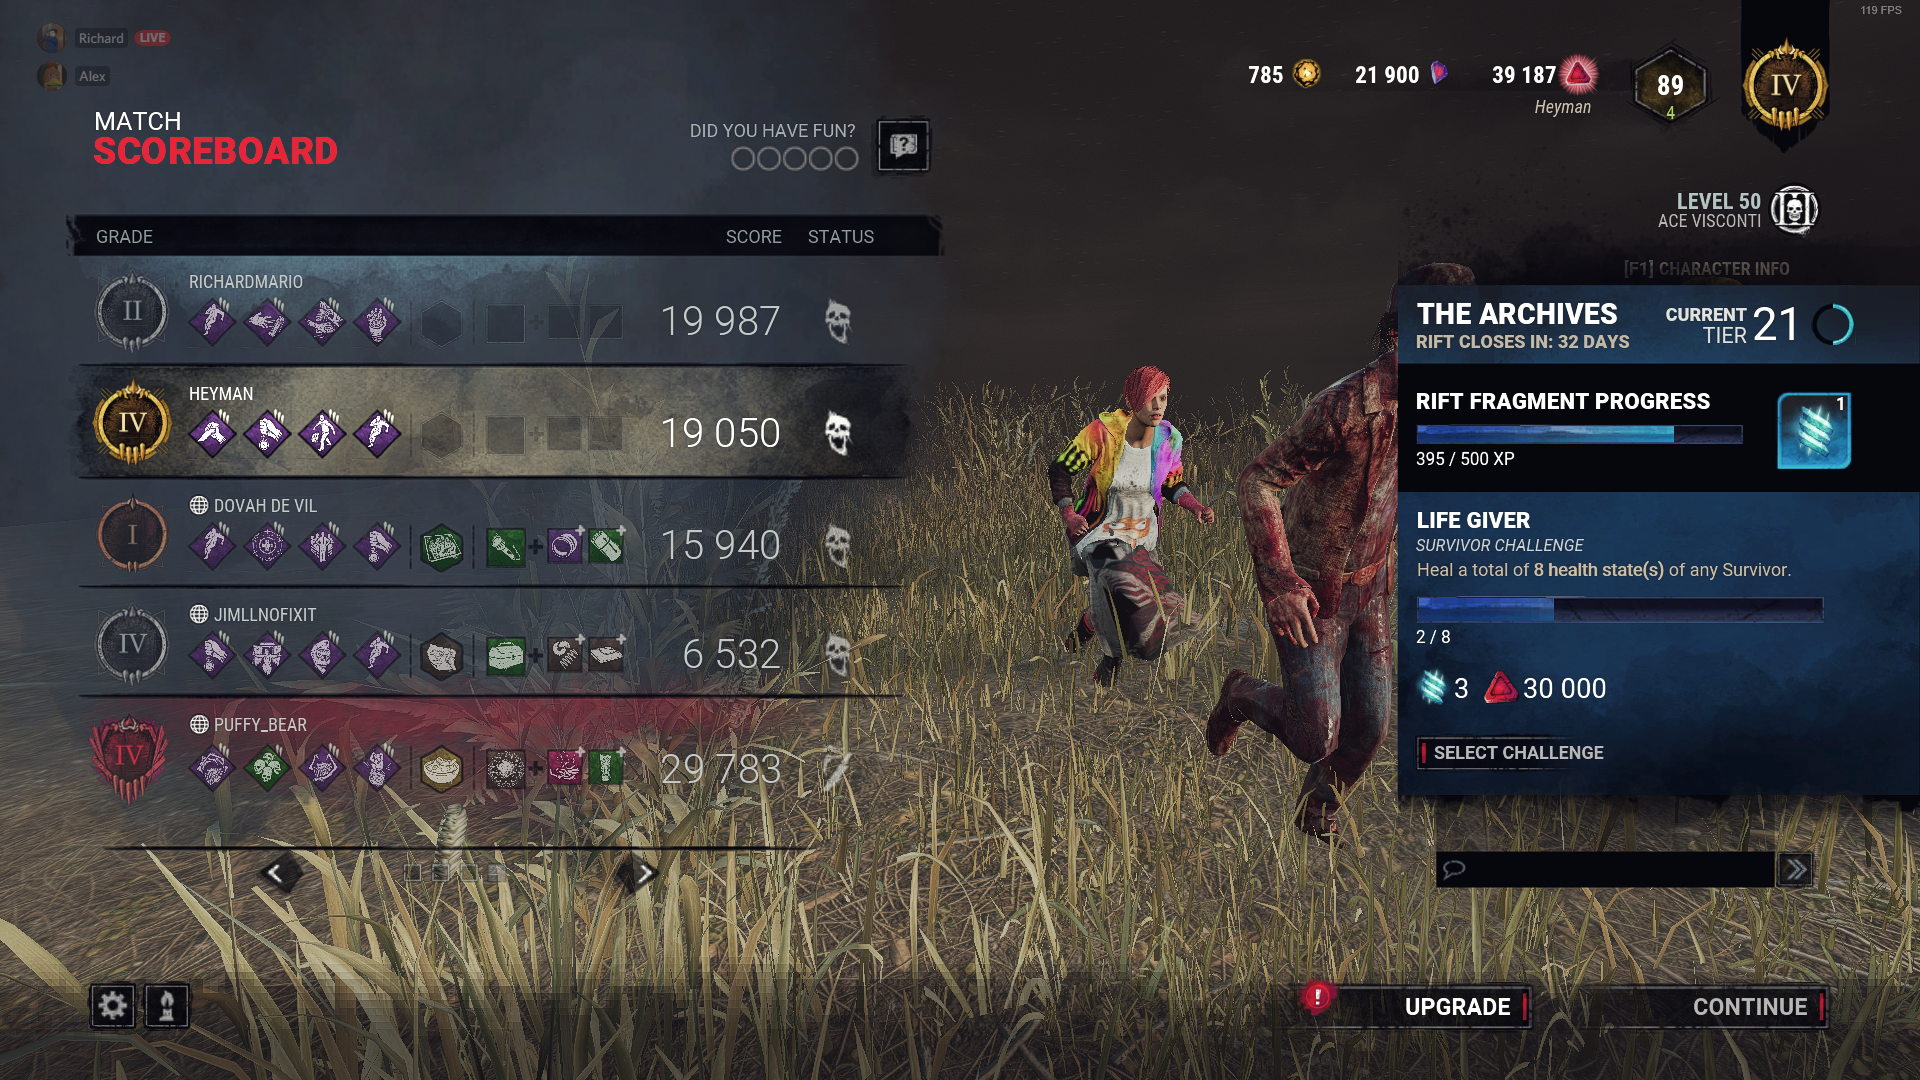 119 FPS
Richard LIVE
Alex
785
21 900
39 187
Heyman
89
4
IV
MATCH
SCOREBOARD
DID YOU HAVE FUN?
?
LEVEL 50
ACE VISCONTI
III
[F1] CHARACTER INFO
GRADE SCORE STATUS
II RICHARDMARIO 19 987
IV HEYMAN 19 050
I DOVAH DE VIL 15 940
IV JIMLLNOFIXIT 6 532
IV PUFFY_BEAR 29 783
THE ARCHIVES
RIFT CLOSES IN: 32 DAYS
CURRENT
TIER 21
RIFT FRAGMENT PROGRESS
1
395 / 500 XP
LIFE GIVER
SURVIVOR CHALLENGE
Heal a total of 8 health state(s) of any Survivor.
2 / 8
3 30 000
SELECT CHALLENGE
!
UPGRADE
CONTINUE